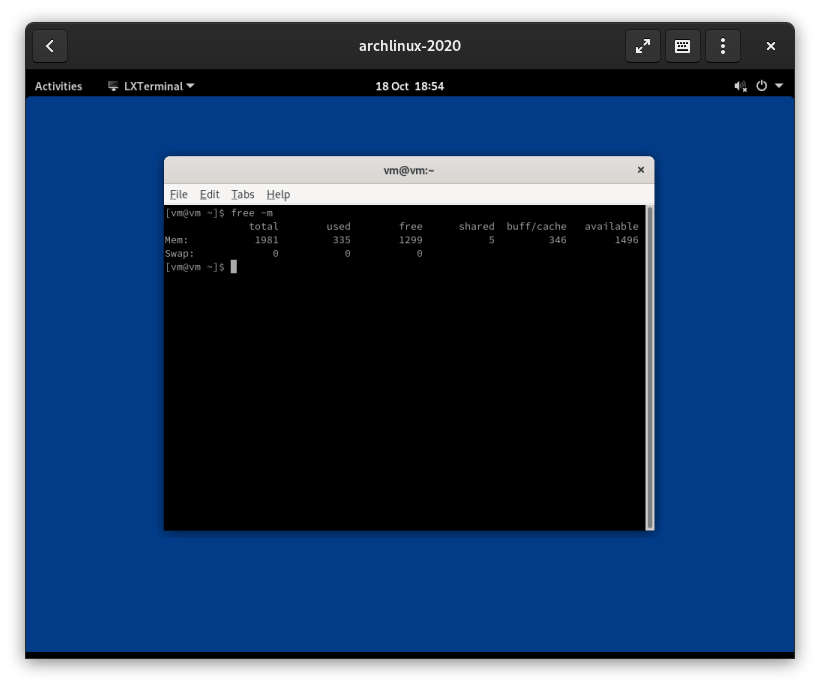 archlinux-2020
Activities LXTerminal 18 Oct 18:54
vm@vm:~
File Edit Tabs Help
[vm@vm ~]$ free -m
total used free shared buff/cache available
Mem: 1981 335 1299 5 346 1496
Swap: 0 0 0
[vm@vm ~]$